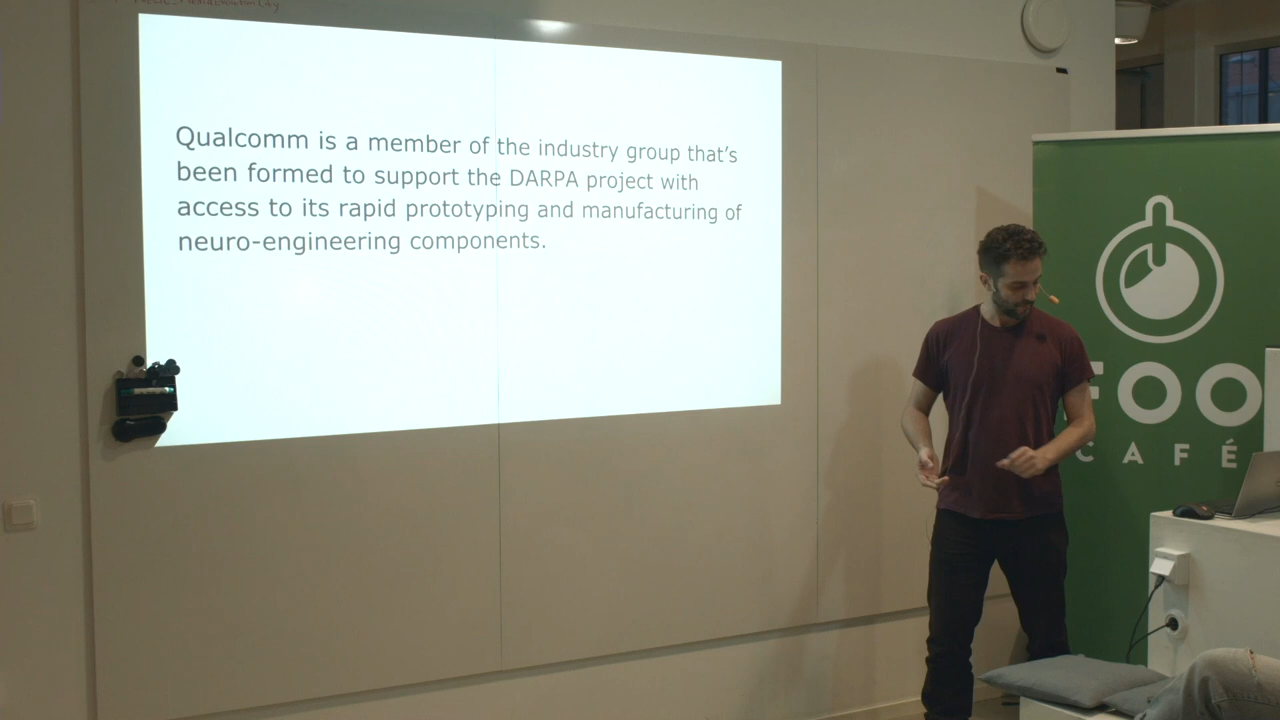 Qualcomm is a member of the industry group that's
been formed to support the DARPA project with
access to its rapid prototyping and manufacturing of
neuro-engineering components.
FOO
CAFÉ